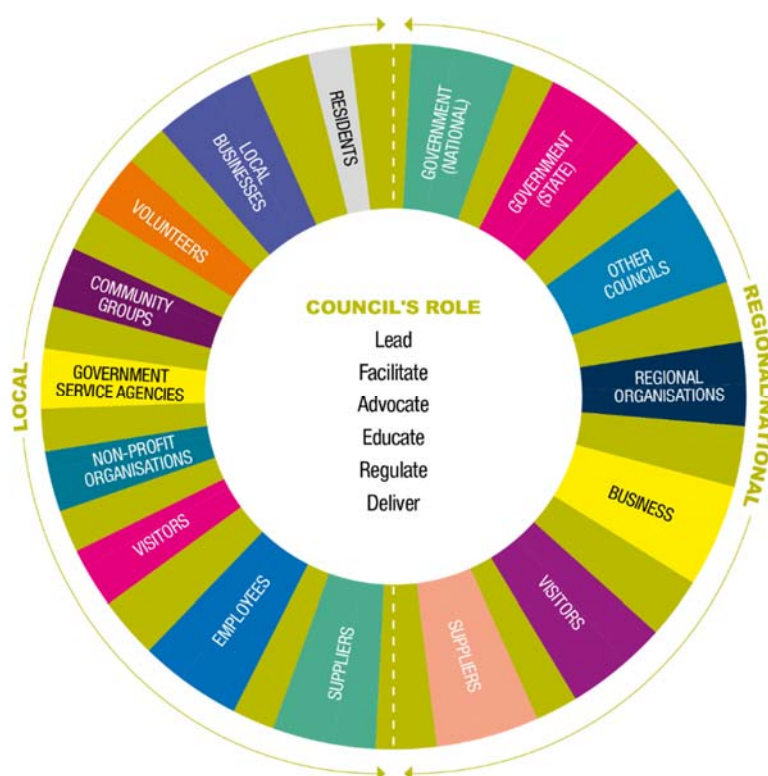 COUNCIL'S ROLE
Lead
Facilitate
Advocate
Educate
Regulate
Deliver
LOCAL
RESIDENTS
LOCAL
BUSINESSES
VOLUNTEERS
COMMUNITY
GROUPS
GOVERNMENT
SERVICE AGENCIES
NON-PROFIT
ORGANISATIONS
VISITORS
EMPLOYEES
SUPPLIERS
REGIONAL/NATIONAL
GOVERNMENT
(NATIONAL)
GOVERNMENT
(STATE)
OTHER
COUNCILS
REGIONAL
ORGANISATIONS
BUSINESS
VISITORS
SUPPLIERS